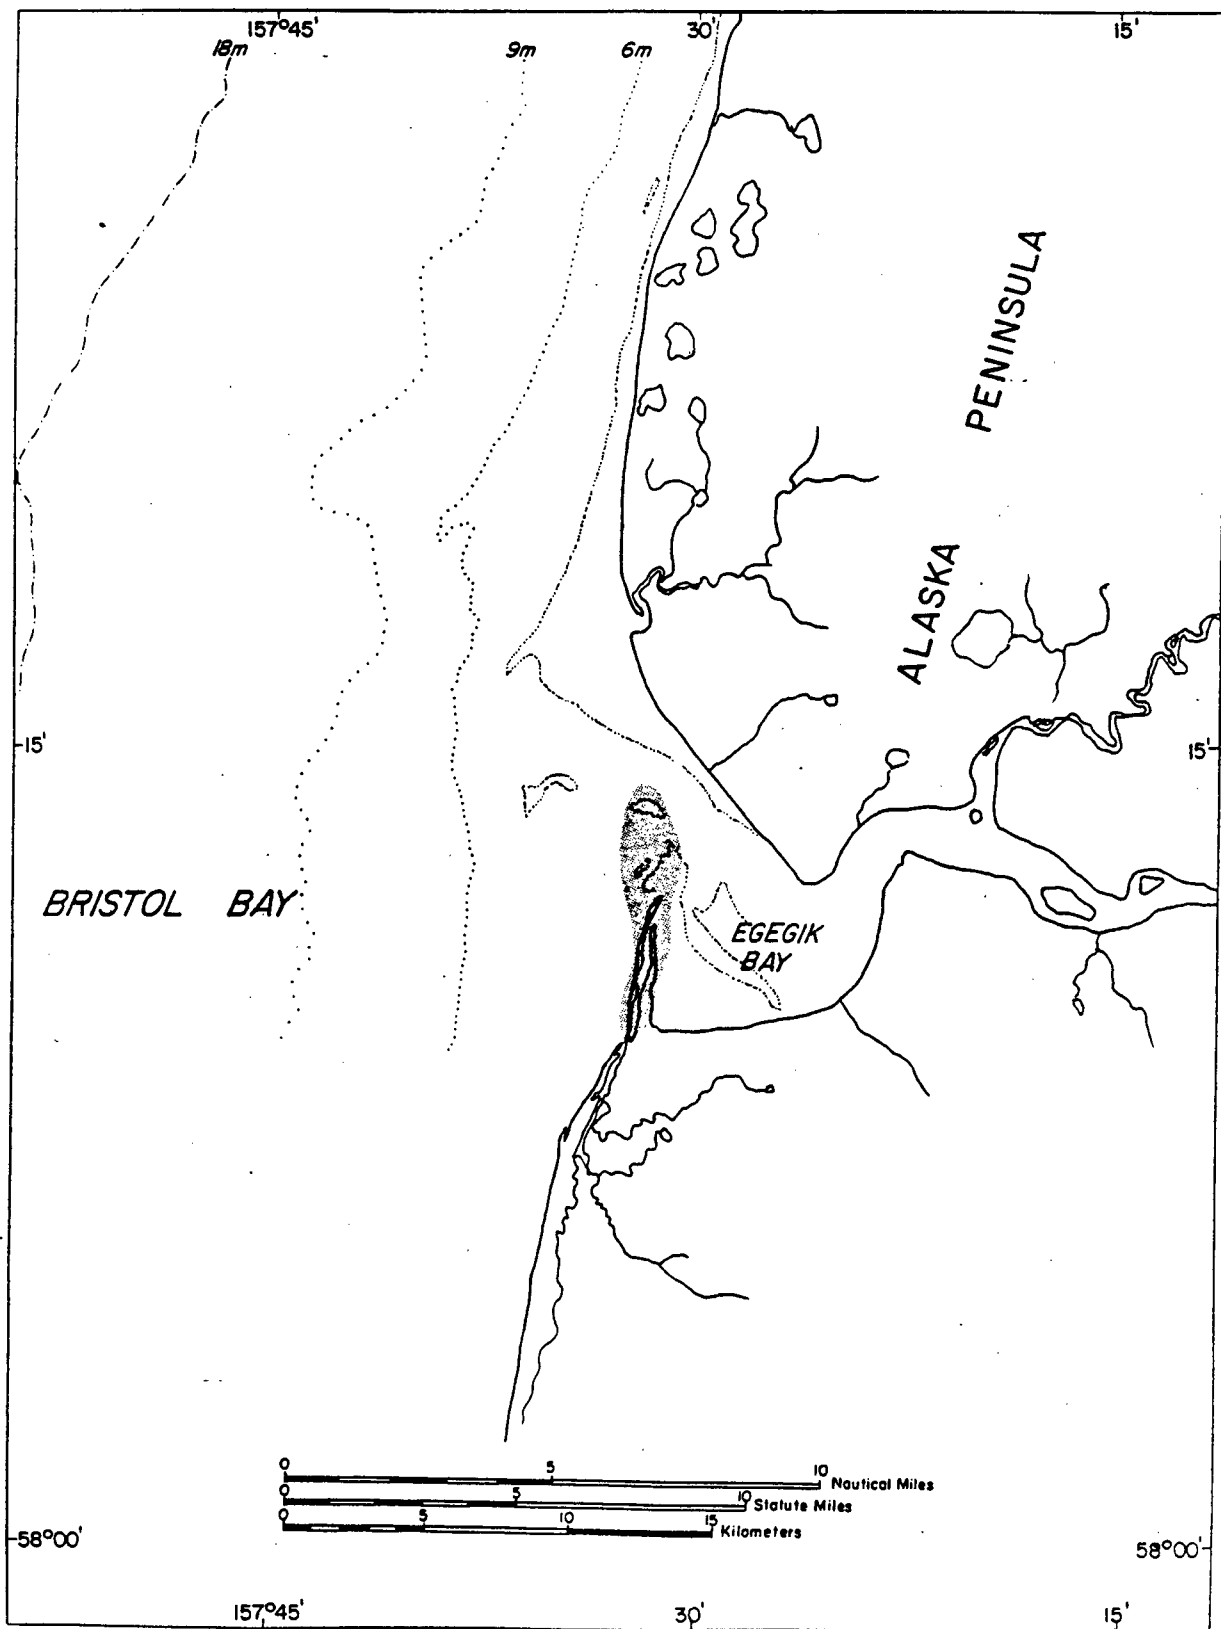 157°45' 30' 15'
18m 9m 6m
PENINSULA
ALASKA
15' 15'
BRISTOL BAY
EGEGIK
BAY
0 5 10 Nautical Miles
0 5 10 Statute Miles
0 5 10 15 Kilometers
58°00' 58°00'
157°45' 30' 15'